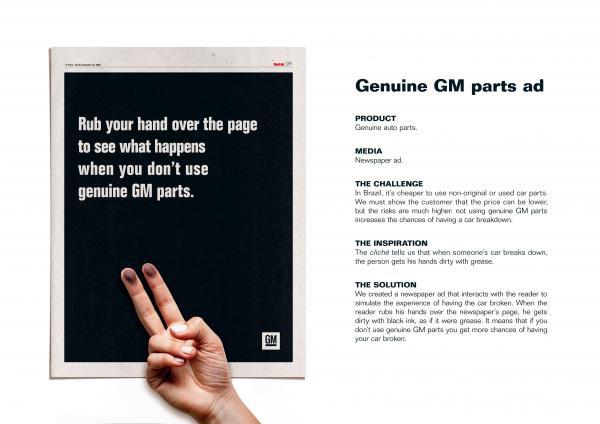 09
Rub your hand over the page
to see what happens
when you don't use
genuine GM parts.
GM
Genuine GM parts ad
PRODUCT
Genuine auto parts.
MEDIA
Newspaper ad.
THE CHALLENGE
In Brazil, it's cheaper to use non-original or used car parts.
We must show the customer that the price can be lower,
but the risks are much higher: not using genuine GM parts
increases the chances of having a car breakdown.
THE INSPIRATION
The cliché tells us that when someone's car breaks down,
the person gets his hands dirty with grease.
THE SOLUTION
We created a newspaper ad that interacts with the reader to
simulate the experience of having the car broken. When the
reader rubs his hands over the newspaper's page, he gets
dirty with black ink, as if it were grease. It means that if you
don't use genuine GM parts you get more chances of having
your car broken.